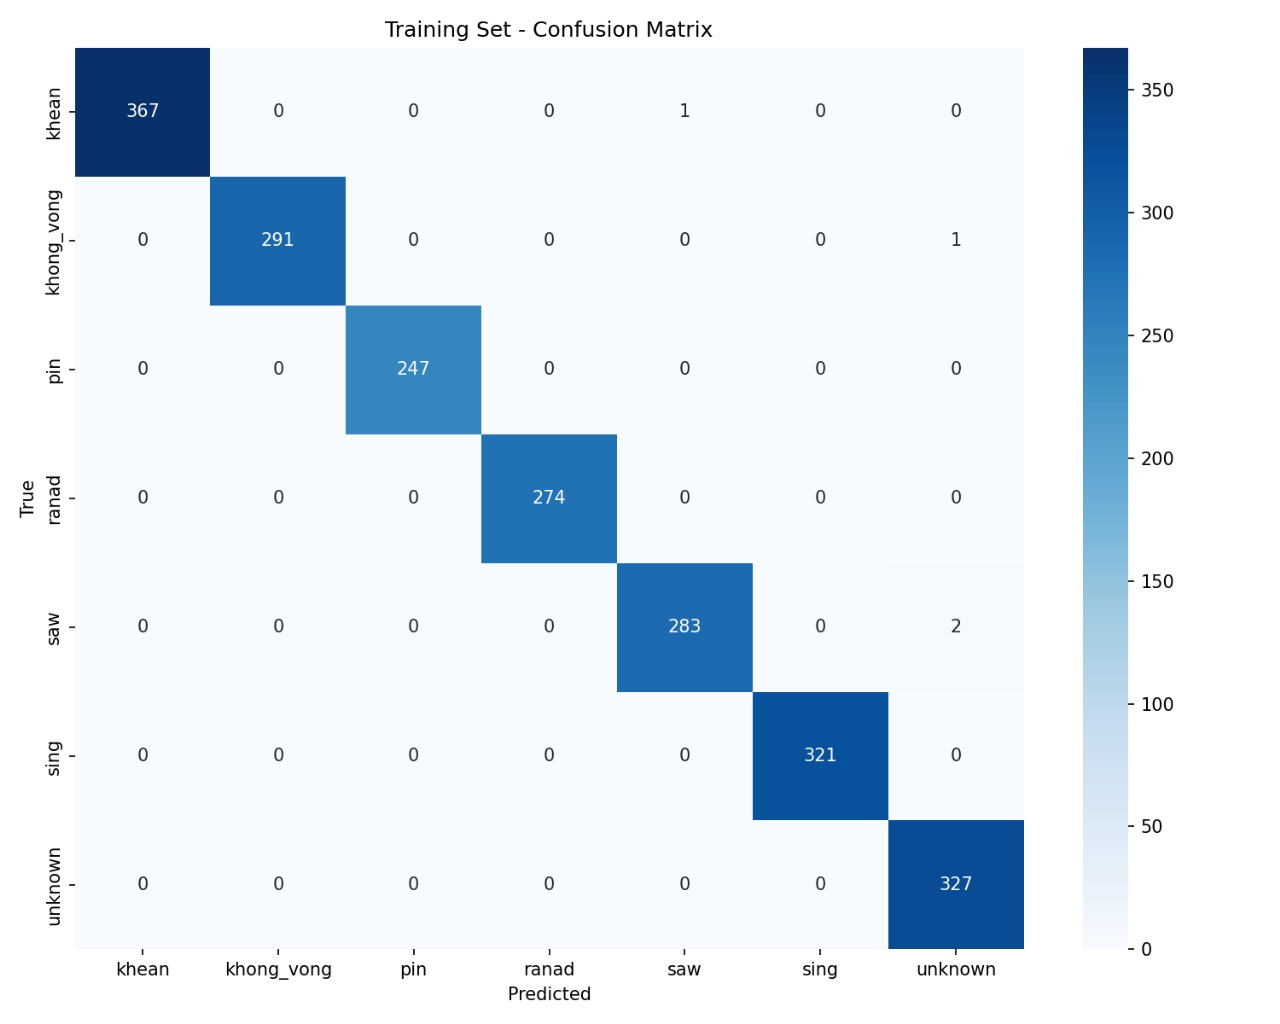 Training Set - Confusion Matrix
khean 367 0 0 0 1 0 0
khong_vong 0 291 0 0 0 0 1
pin 0 0 247 0 0 0 0
ranad 0 0 0 274 0 0 0
saw 0 0 0 0 283 0 2
sing 0 0 0 0 0 321 0
unknown 0 0 0 0 0 0 327
True
khean khong_vong pin ranad saw sing unknown
Predicted
350
300
250
200
150
100
50
0